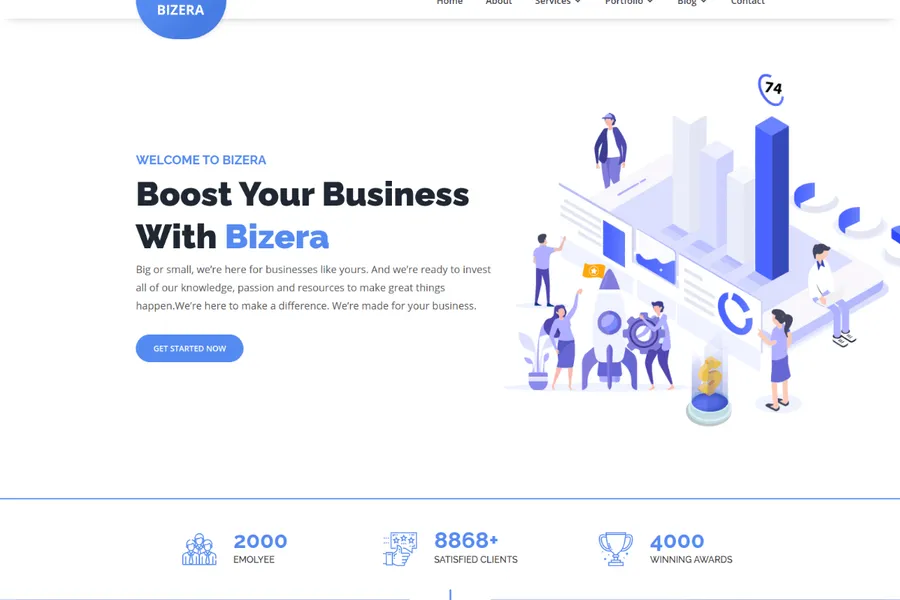 BIZERA
Home About Services Portfolio Blog Contact
74
WELCOME TO BIZERA
Boost Your Business
With Bizera
Big or small, we're here for businesses like yours. And we're ready to invest
all of our knowledge, passion and resources to make great things
happen.We're here to make a difference. We're made for your business.
GET STARTED NOW
2000
EMOLYEE
8868+
SATISFIED CLIENTS
4000
WINNING AWARDS